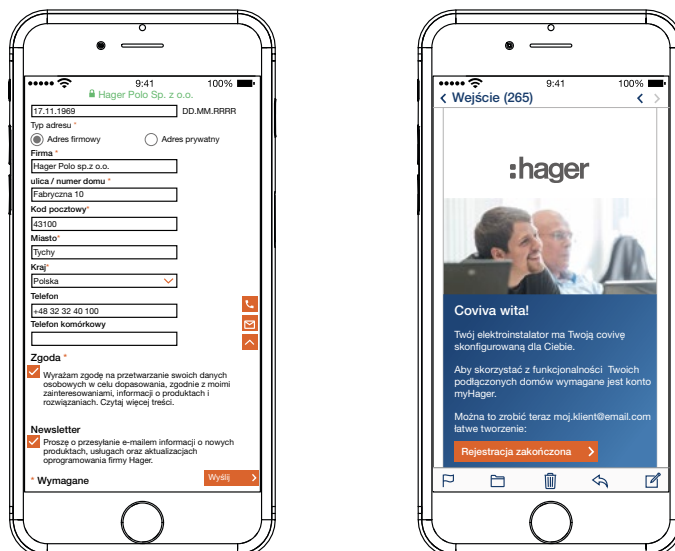 9:41
100%
Hager Polo Sp. z o.o.
17.11.1969 DD.MM.RRRR
Typ adresu *
Adres firmowy Adres prywatny
Firma *
Hager Polo sp.z o.o.
ulica / numer domu *
Fabryczna 10
Kod pocztowy*
43100
Miasto*
Tychy
Kraj*
Polska
Telefon
+48 32 32 40 100
Telefon komórkowy
Zgoda *
Wyrażam zgodę na przetwarzanie swoich danych
osobowych w celu dopasowania, zgodnie z moimi
zainteresowaniami, informacji o produktach i
rozwiązaniach. Czytaj więcej treści.
Newsletter
Proszę o przesyłanie e-mailem informacji o nowych
produktach, usługach oraz aktualizacjach
oprogramowania firmy Hager.
* Wymagane
Wyślij
9:41
100%
Wejście (265)
:hager
Coviva wita!
Twój elektroinstalator ma Twoją covivę
skonfigurowaną dla Ciebie.
Aby skorzystać z funkcjonalności Twoich
podłączonych domów wymagane jest konto
myHager.
Można to zrobić teraz moj.klient@email.com
łatwe tworzenie:
Rejestracja zakończona